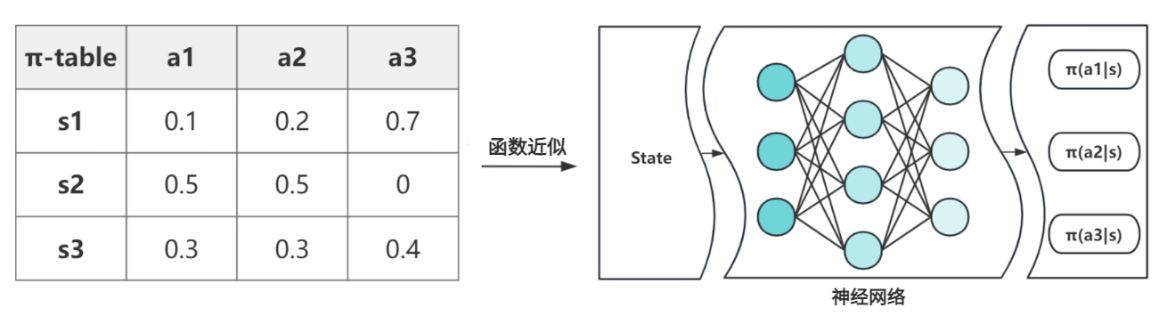 π-table a1 a2 a3
s1 0.1 0.2 0.7
s2 0.5 0.5 0
s3 0.3 0.3 0.4
函数近似
State
π(a1|s)
π(a2|s)
π(a3|s)
神经网络